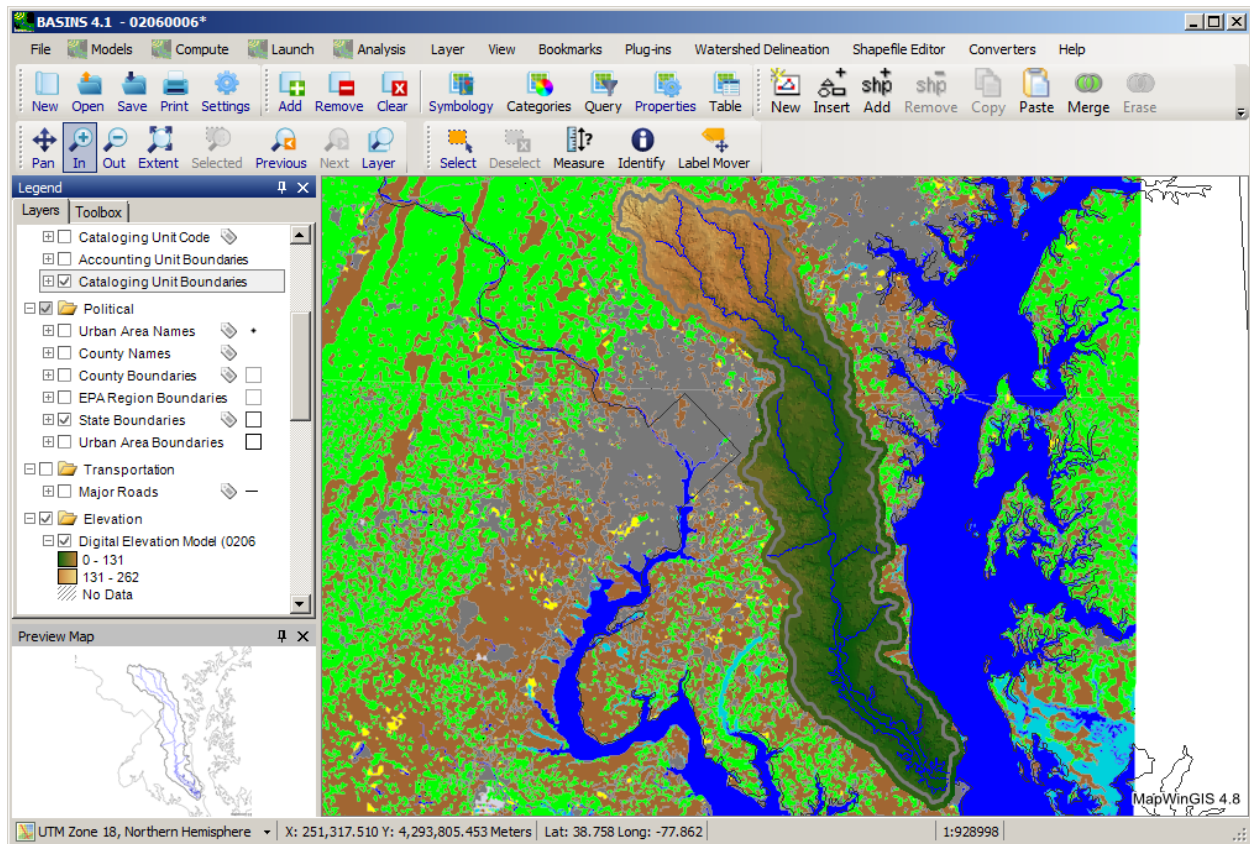 BASINS 4.1 - 02060006*
File Models Compute Launch Analysis Layer View Bookmarks Plug-ins Watershed Delineation Shapefile Editor Converters Help
New Open Save Print Settings Add Remove Clear Symbology Categories Query Properties Table New Insert shp Add shp Remove Copy Paste Merge Erase
Pan In Out Extent Selected Previous Next Layer Select Deselect Measure Identify Label Mover
Legend
Layers Toolbox
Cataloging Unit Code
Accounting Unit Boundaries
Cataloging Unit Boundaries
Political
Urban Area Names
County Names
County Boundaries
EPA Region Boundaries
State Boundaries
Urban Area Boundaries
Transportation
Major Roads
Elevation
Digital Elevation Model (0206
0 - 131
131 - 262
No Data
Preview Map
MapWinGIS 4.8
UTM Zone 18, Northern Hemisphere X: 251,317.510 Y: 4,293,805.453 Meters Lat: 38.758 Long: -77.862 1:928998